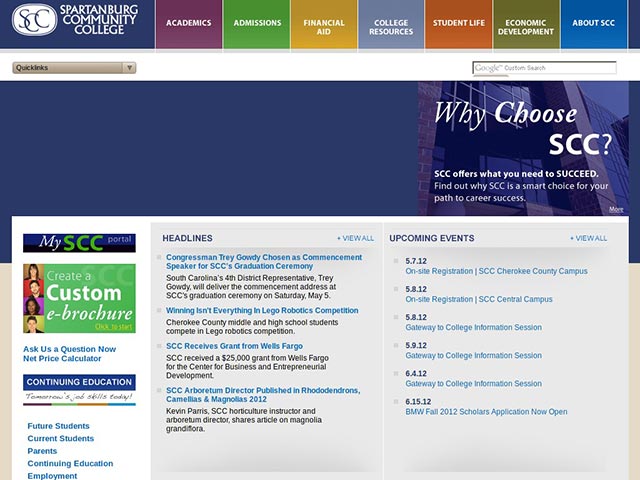 SCC SPARTANBURG
COMMUNITY
COLLEGE
ACADEMICS
ADMISSIONS
FINANCIAL
AID
COLLEGE
RESOURCES
STUDENT LIFE
ECONOMIC
DEVELOPMENT
ABOUT SCC
Quicklinks
Google™ Custom Search
Why Choose
SCC?
SCC offers what you need to SUCCEED.
Find out why SCC is a smart choice for your
path to career success.
More
My SCC portal
Create a
Custom
e-brochure
Click to start
Ask Us a Question Now
Net Price Calculator
CONTINUING EDUCATION
Tomorrow's job skills today!
Future Students
Current Students
Parents
Continuing Education
Employment
HEADLINES
+ VIEW ALL
Congressman Trey Gowdy Chosen as Commencement
Speaker for SCC's Graduation Ceremony
South Carolina's 4th District Representative, Trey
Gowdy, will deliver the commencement address at
SCC's graduation ceremony on Saturday, May 5.
Winning Isn't Everything In Lego Robotics Competition
Cherokee County middle and high school students
compete in Lego robotics competition.
SCC Receives Grant from Wells Fargo
SCC received a $25,000 grant from Wells Fargo
for the Center for Business and Entrepreneurial
Development.
SCC Arboretum Director Published in Rhododendrons,
Camellias & Magnolias 2012
Kevin Parris, SCC horticulture instructor and
arboretum director, shares article on magnolia
grandiflora.
UPCOMING EVENTS
+ VIEW ALL
5.7.12
On-site Registration | SCC Cherokee County Campus
5.8.12
On-site Registration | SCC Central Campus
5.8.12
Gateway to College Information Session
5.9.12
Gateway to College Information Session
6.4.12
Gateway to College Information Session
6.15.12
BMW Fall 2012 Scholars Application Now Open